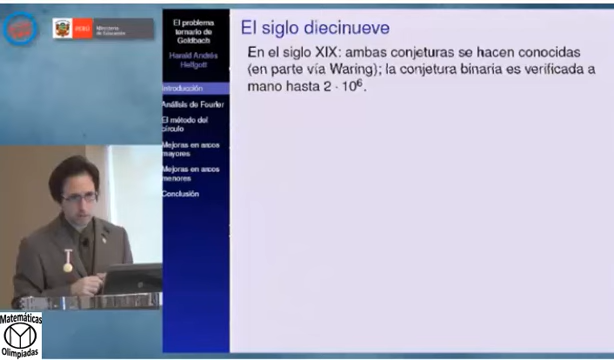 PERÚ
Ministerio
de Educación
El problema
ternario de
Goldbach
Harald Andrés
Helfgott
Introducción
Análisis de Fourier
El método del
círculo
Mejoras en arcos
mayores
Mejoras en arcos
menores
Conclusión
El siglo diecinueve
En el siglo XIX: ambas conjeturas se hacen conocidas
(en parte vía Waring); la conjetura binaria es verificada a
mano hasta 2 · 10⁶.
Matemáticas
Olimpiadas